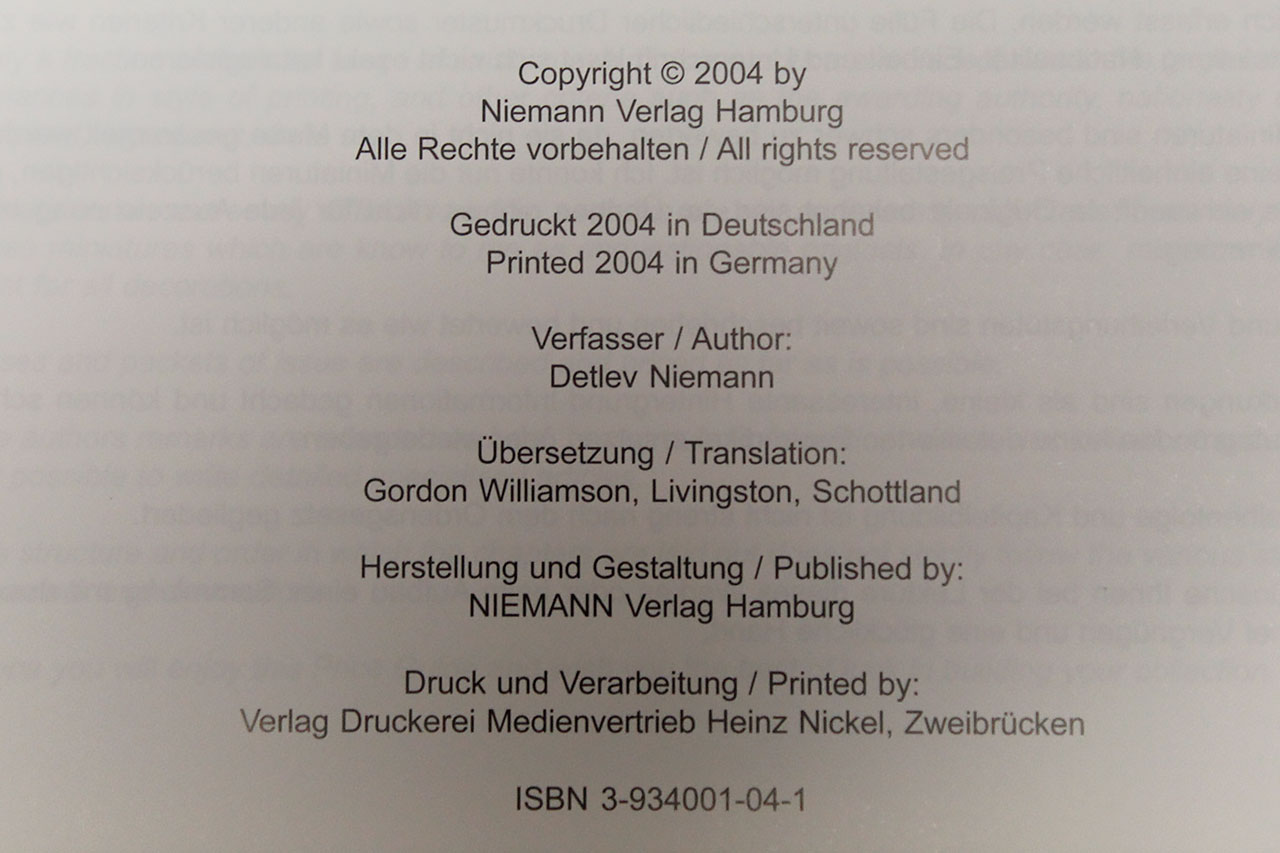 Copyright © 2004 by
Niemann Verlag Hamburg
Alle Rechte vorbehalten / All rights reserved
Gedruckt 2004 in Deutschland
Printed 2004 in Germany
Verfasser / Author:
Detlev Niemann
Übersetzung / Translation:
Gordon Williamson, Livingston, Schottland
Herstellung und Gestaltung / Published by:
NIEMANN Verlag Hamburg
Druck und Verarbeitung / Printed by:
Verlag Druckerei Medienvertrieb Heinz Nickel, Zweibrücken
ISBN 3-934001-04-1